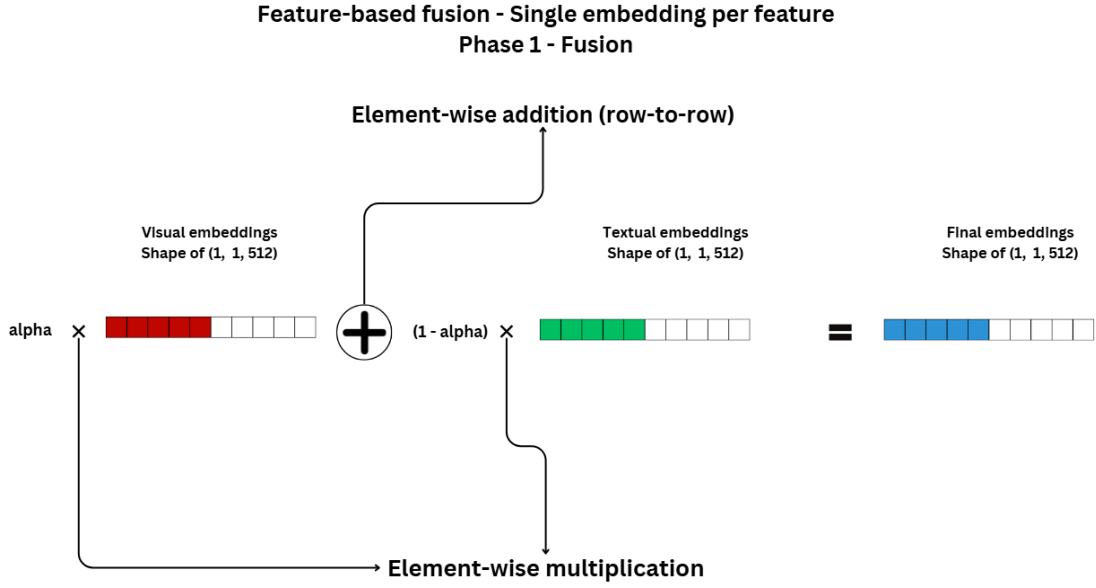 Feature-based fusion - Single embedding per feature
Phase 1 - Fusion
Element-wise addition (row-to-row)
Visual embeddings
Shape of (1, 1, 512)
Textual embeddings
Shape of (1, 1, 512)
Final embeddings
Shape of (1, 1, 512)
alpha ×
+
(1 - alpha) ×
=
Element-wise multiplication